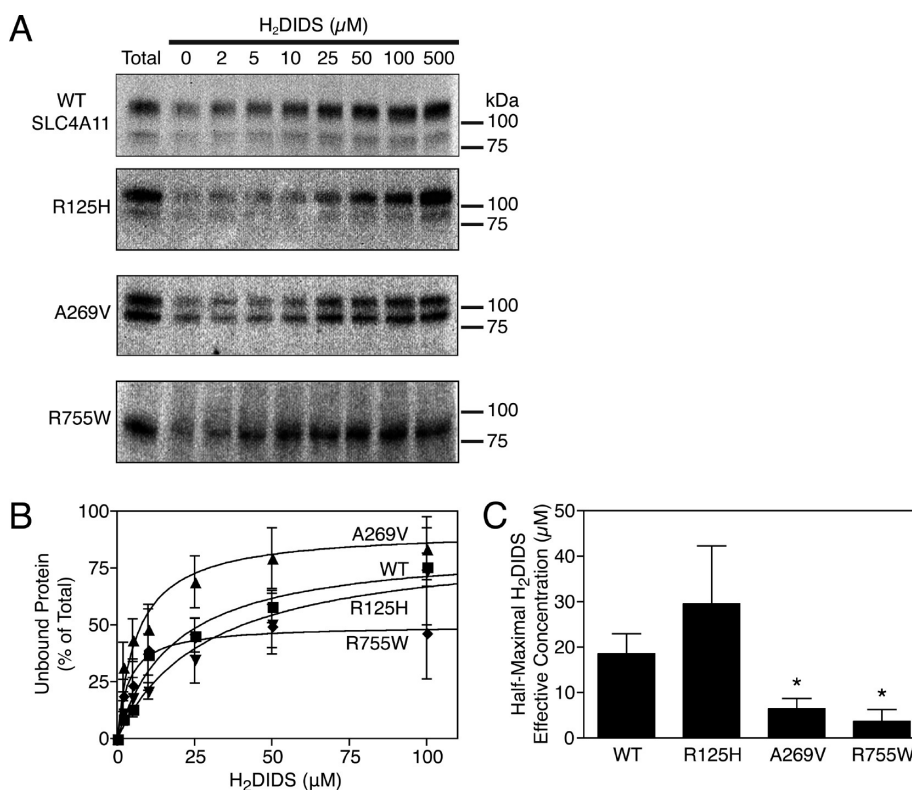 A
H₂DIDS (µM)
Total 0 2 5 10 25 50 100 500
WT
SLC4A11
kDa
100
75
R125H
100
75
A269V
100
75
R755W
100
75
B
Unbound Protein
(% of Total)
100
75
50
25
0
A269V
WT
R125H
R755W
0 25 50 75 100
H₂DIDS (µM)
C
Half-Maximal H₂DIDS
Effective Concentration (µM)
50
40
30
20
10
0
* *
WT R125H A269V R755W